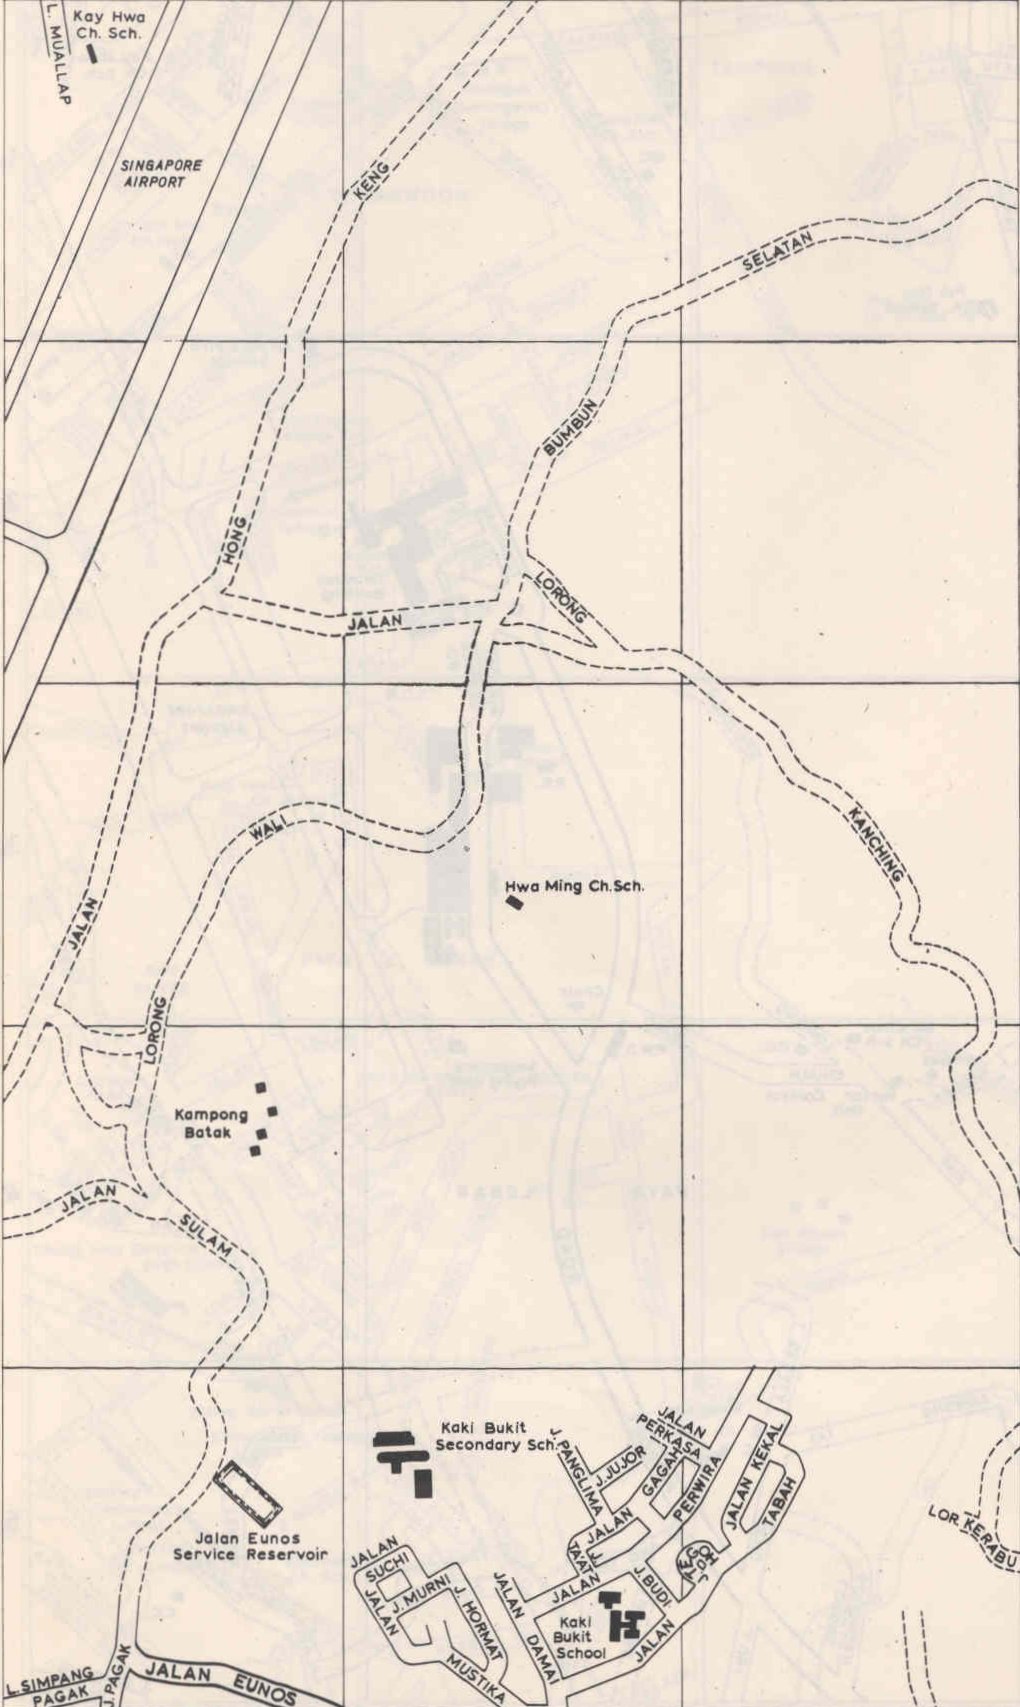 L. MUALLAP
Kay Hwa
Ch. Sch.
SINGAPORE
AIRPORT
KENG
SELATAN
BUMBUN
HONG
LORONG
JALAN
KANCHING
WALI
Hwa Ming Ch.Sch.
JALAN
LORONG
Kampong
Batak
JALAN
SULAM
Kaki Bukit
Secondary Sch.
J. PANGLIMA
JALAN
PERKASA
J. JUJOR
GAGAH
PERWIRA
JALAN KEKAL
TABAH
JALAN
J. TA'AT
J. TEGOH
LOR. KERABU
Jalan Eunos
Service Reservoir
JALAN
SUCHI
J. MURNI
JALAN
J. HORMAT
MUSTIKA
JALAN
DAMAI
JALAN
J. BUDI
Kaki
Bukit
School
JALAN
L. SIMPANG
PAGAK
J. PAGAK
JALAN EUNOS